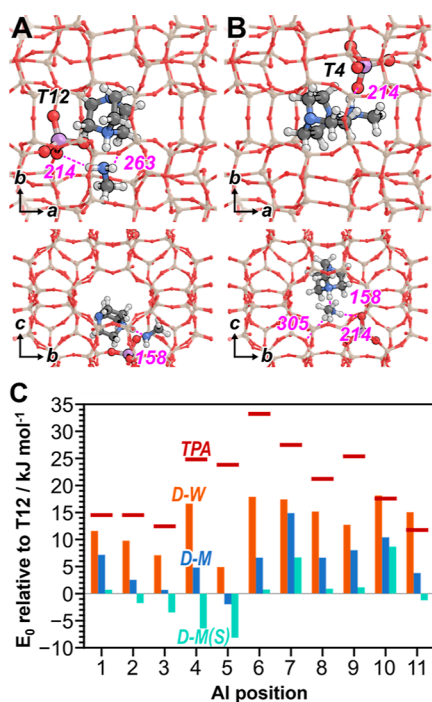 A
B
T12
T4
214
263
214
b
a
b
a
158
158
305
214
c
b
c
b
C
E₀ relative to T12 / kJ mol⁻¹
35
30
25
20
15
10
5
0
−5
−10
TPA
D-W
D-M
D-M(S)
1 2 3 4 5 6 7 8 9 10 11
Al position